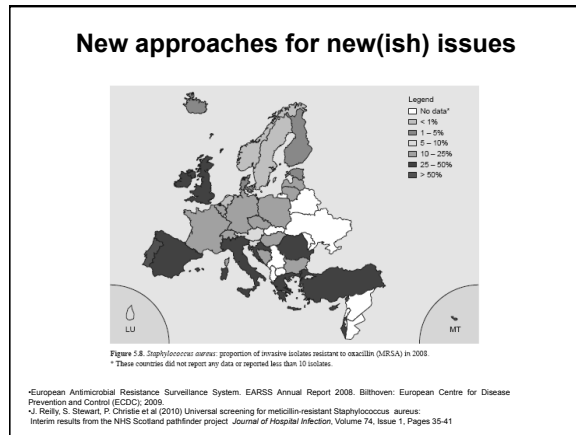 New approaches for new(ish) issues
Legend
No data*
< 1%
1 – 5%
5 – 10%
10 – 25%
25 – 50%
> 50%
LU
MT
Figure 5.8. Staphylococcus aureus: proportion of invasive isolates resistant to oxacillin (MRSA) in 2008.
* These countries did not report any data or reported less than 10 isolates.
•European Antimicrobial Resistance Surveillance System. EARSS Annual Report 2008. Bilthoven: European Centre for Disease
Prevention and Control (ECDC); 2009.
•J. Reilly, S. Stewart, P. Christie et al (2010) Universal screening for meticillin-resistant Staphylococcus aureus:
Interim results from the NHS Scotland pathfinder project Journal of Hospital Infection, Volume 74, Issue 1, Pages 35-41